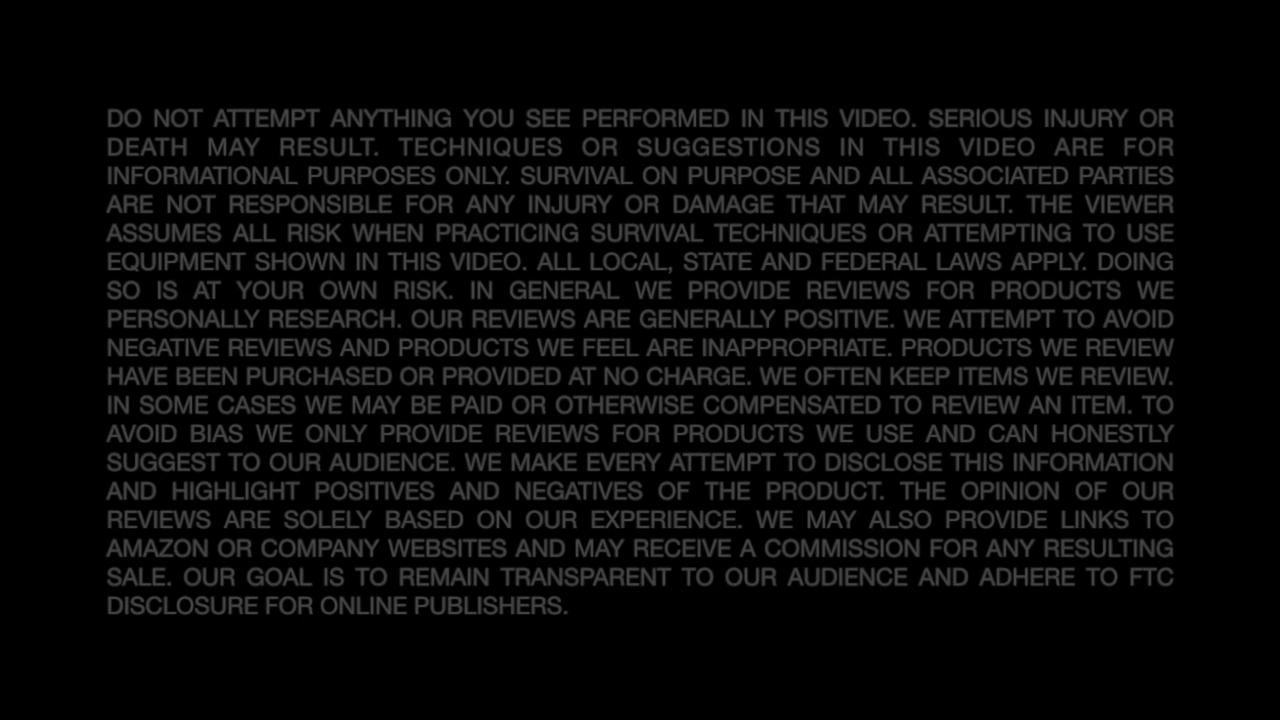 DO NOT ATTEMPT ANYTHING YOU SEE PERFORMED IN THIS VIDEO. SERIOUS INJURY OR
DEATH MAY RESULT. TECHNIQUES OR SUGGESTIONS IN THIS VIDEO ARE FOR
INFORMATIONAL PURPOSES ONLY. SURVIVAL ON PURPOSE AND ALL ASSOCIATED PARTIES
ARE NOT RESPONSIBLE FOR ANY INJURY OR DAMAGE THAT MAY RESULT. THE VIEWER
ASSUMES ALL RISK WHEN PRACTICING SURVIVAL TECHNIQUES OR ATTEMPTING TO USE
EQUIPMENT SHOWN IN THIS VIDEO. ALL LOCAL, STATE AND FEDERAL LAWS APPLY. DOING
SO IS AT YOUR OWN RISK. IN GENERAL WE PROVIDE REVIEWS FOR PRODUCTS WE
PERSONALLY RESEARCH. OUR REVIEWS ARE GENERALLY POSITIVE. WE ATTEMPT TO AVOID
NEGATIVE REVIEWS AND PRODUCTS WE FEEL ARE INAPPROPRIATE. PRODUCTS WE REVIEW
HAVE BEEN PURCHASED OR PROVIDED AT NO CHARGE. WE OFTEN KEEP ITEMS WE REVIEW.
IN SOME CASES WE MAY BE PAID OR OTHERWISE COMPENSATED TO REVIEW AN ITEM. TO
AVOID BIAS WE ONLY PROVIDE REVIEWS FOR PRODUCTS WE USE AND CAN HONESTLY
SUGGEST TO OUR AUDIENCE. WE MAKE EVERY ATTEMPT TO DISCLOSE THIS INFORMATION
AND HIGHLIGHT POSITIVES AND NEGATIVES OF THE PRODUCT. THE OPINION OF OUR
REVIEWS ARE SOLELY BASED ON OUR EXPERIENCE. WE MAY ALSO PROVIDE LINKS TO
AMAZON OR COMPANY WEBSITES AND MAY RECEIVE A COMMISSION FOR ANY RESULTING
SALE. OUR GOAL IS TO REMAIN TRANSPARENT TO OUR AUDIENCE AND ADHERE TO FTC
DISCLOSURE FOR ONLINE PUBLISHERS.